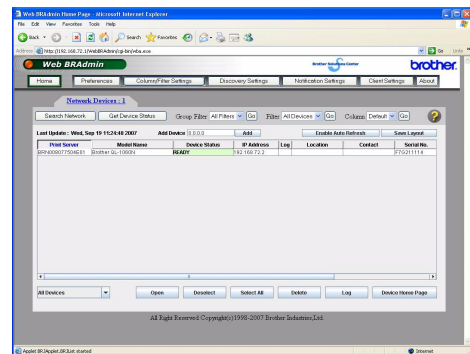 Web BRAdmin Home Page - Microsoft Internet Explorer
File Edit View Favorites Tools Help
Back Search Favorites
Address http://192.168.72.1/WebBRAdmin/cgi-bin/wba.exe Go Links
Web BRAdmin Brother Solutions Center brother.
Home Preferences Column/Filter Settings Discovery Settings Notification Settings Client Settings About
Network Devices : 1
Search Network Get Device Status Group Filter All Filters Go Filter All Devices Go Column Default Go ?
Last Update : Wed, Sep 19 11:24:40 2007 Add Device 0.0.0.0 Add Enable Auto Refresh Save Layout
Print Server Model Name Device Status IP Address Log Location Contact Serial No.
Brother QL-1060N READY 192.168.72.2
All Devices Open Deselect Select All Delete Log Device Home Page
All Right Reserved Copyright(c)1998-2007 Brother Industries,Ltd.
Applet BRJApplet.BRJList started Internet